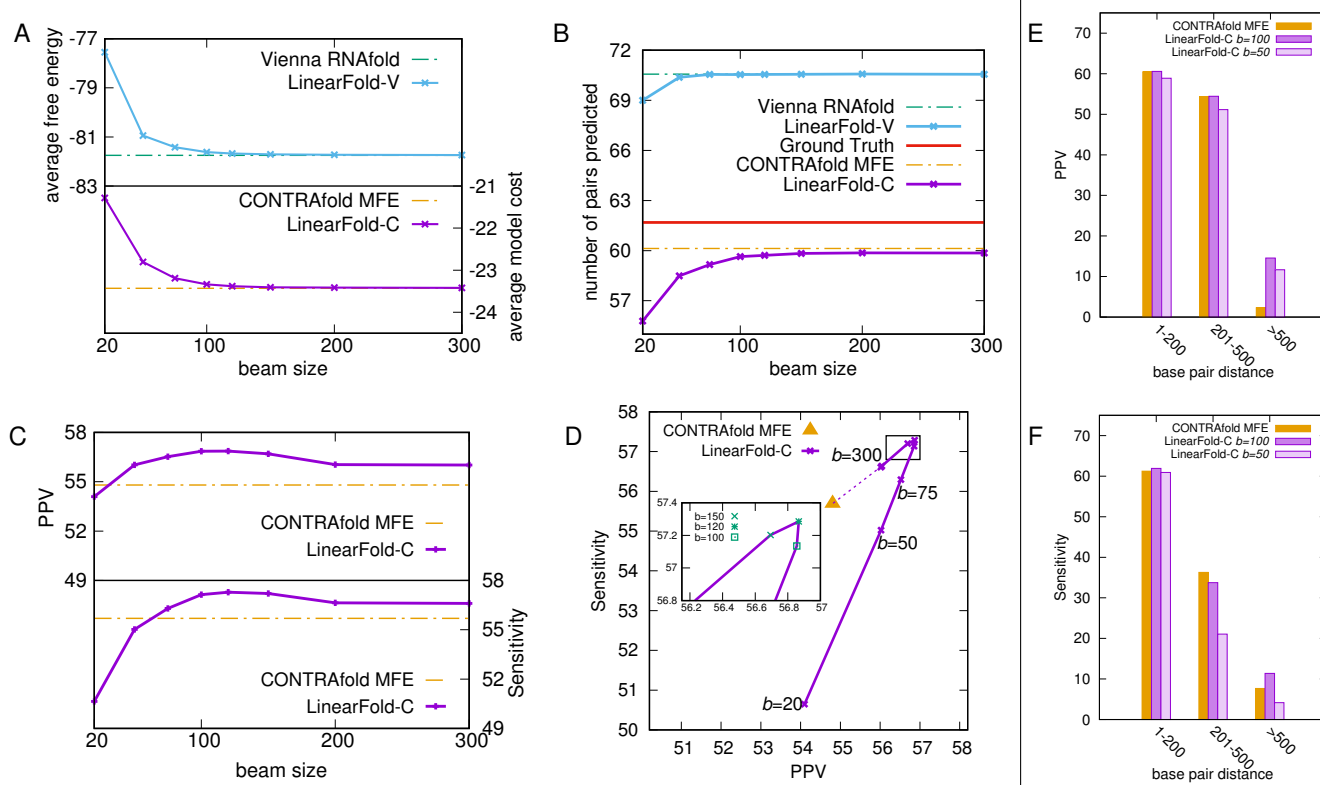 A
average free energy
-77
-79
-81
-83
Vienna RNAfold
LinearFold-V
CONTRAfold MFE
LinearFold-C
-21
-22
-23
-24
average model cost
20
100
200
300
beam size
B
number of pairs predicted
72
69
66
63
60
57
Vienna RNAfold
LinearFold-V
Ground Truth
CONTRAfold MFE
LinearFold-C
20
100
200
300
beam size
C
PPV
58
55
52
49
CONTRAfold MFE
LinearFold-C
58
55
52
49
Sensitivity
CONTRAfold MFE
LinearFold-C
20
100
200
300
beam size
D
Sensitivity
58
57
56
55
54
53
52
51
50
CONTRAfold MFE
LinearFold-C
b=300
b=75
b=50
b=20
57.4
57.2
57
56.8
b=150
b=120
b=100
56.2
56.4
56.6
56.8
57
51
52
53
54
55
56
57
58
PPV
E
PPV
70
60
50
40
30
20
10
0
CONTRAfold MFE
LinearFold-C b=100
LinearFold-C b=50
1-200
201-500
>500
base pair distance
F
Sensitivity
70
60
50
40
30
20
10
0
CONTRAfold MFE
LinearFold-C b=100
LinearFold-C b=50
1-200
201-500
>500
base pair distance